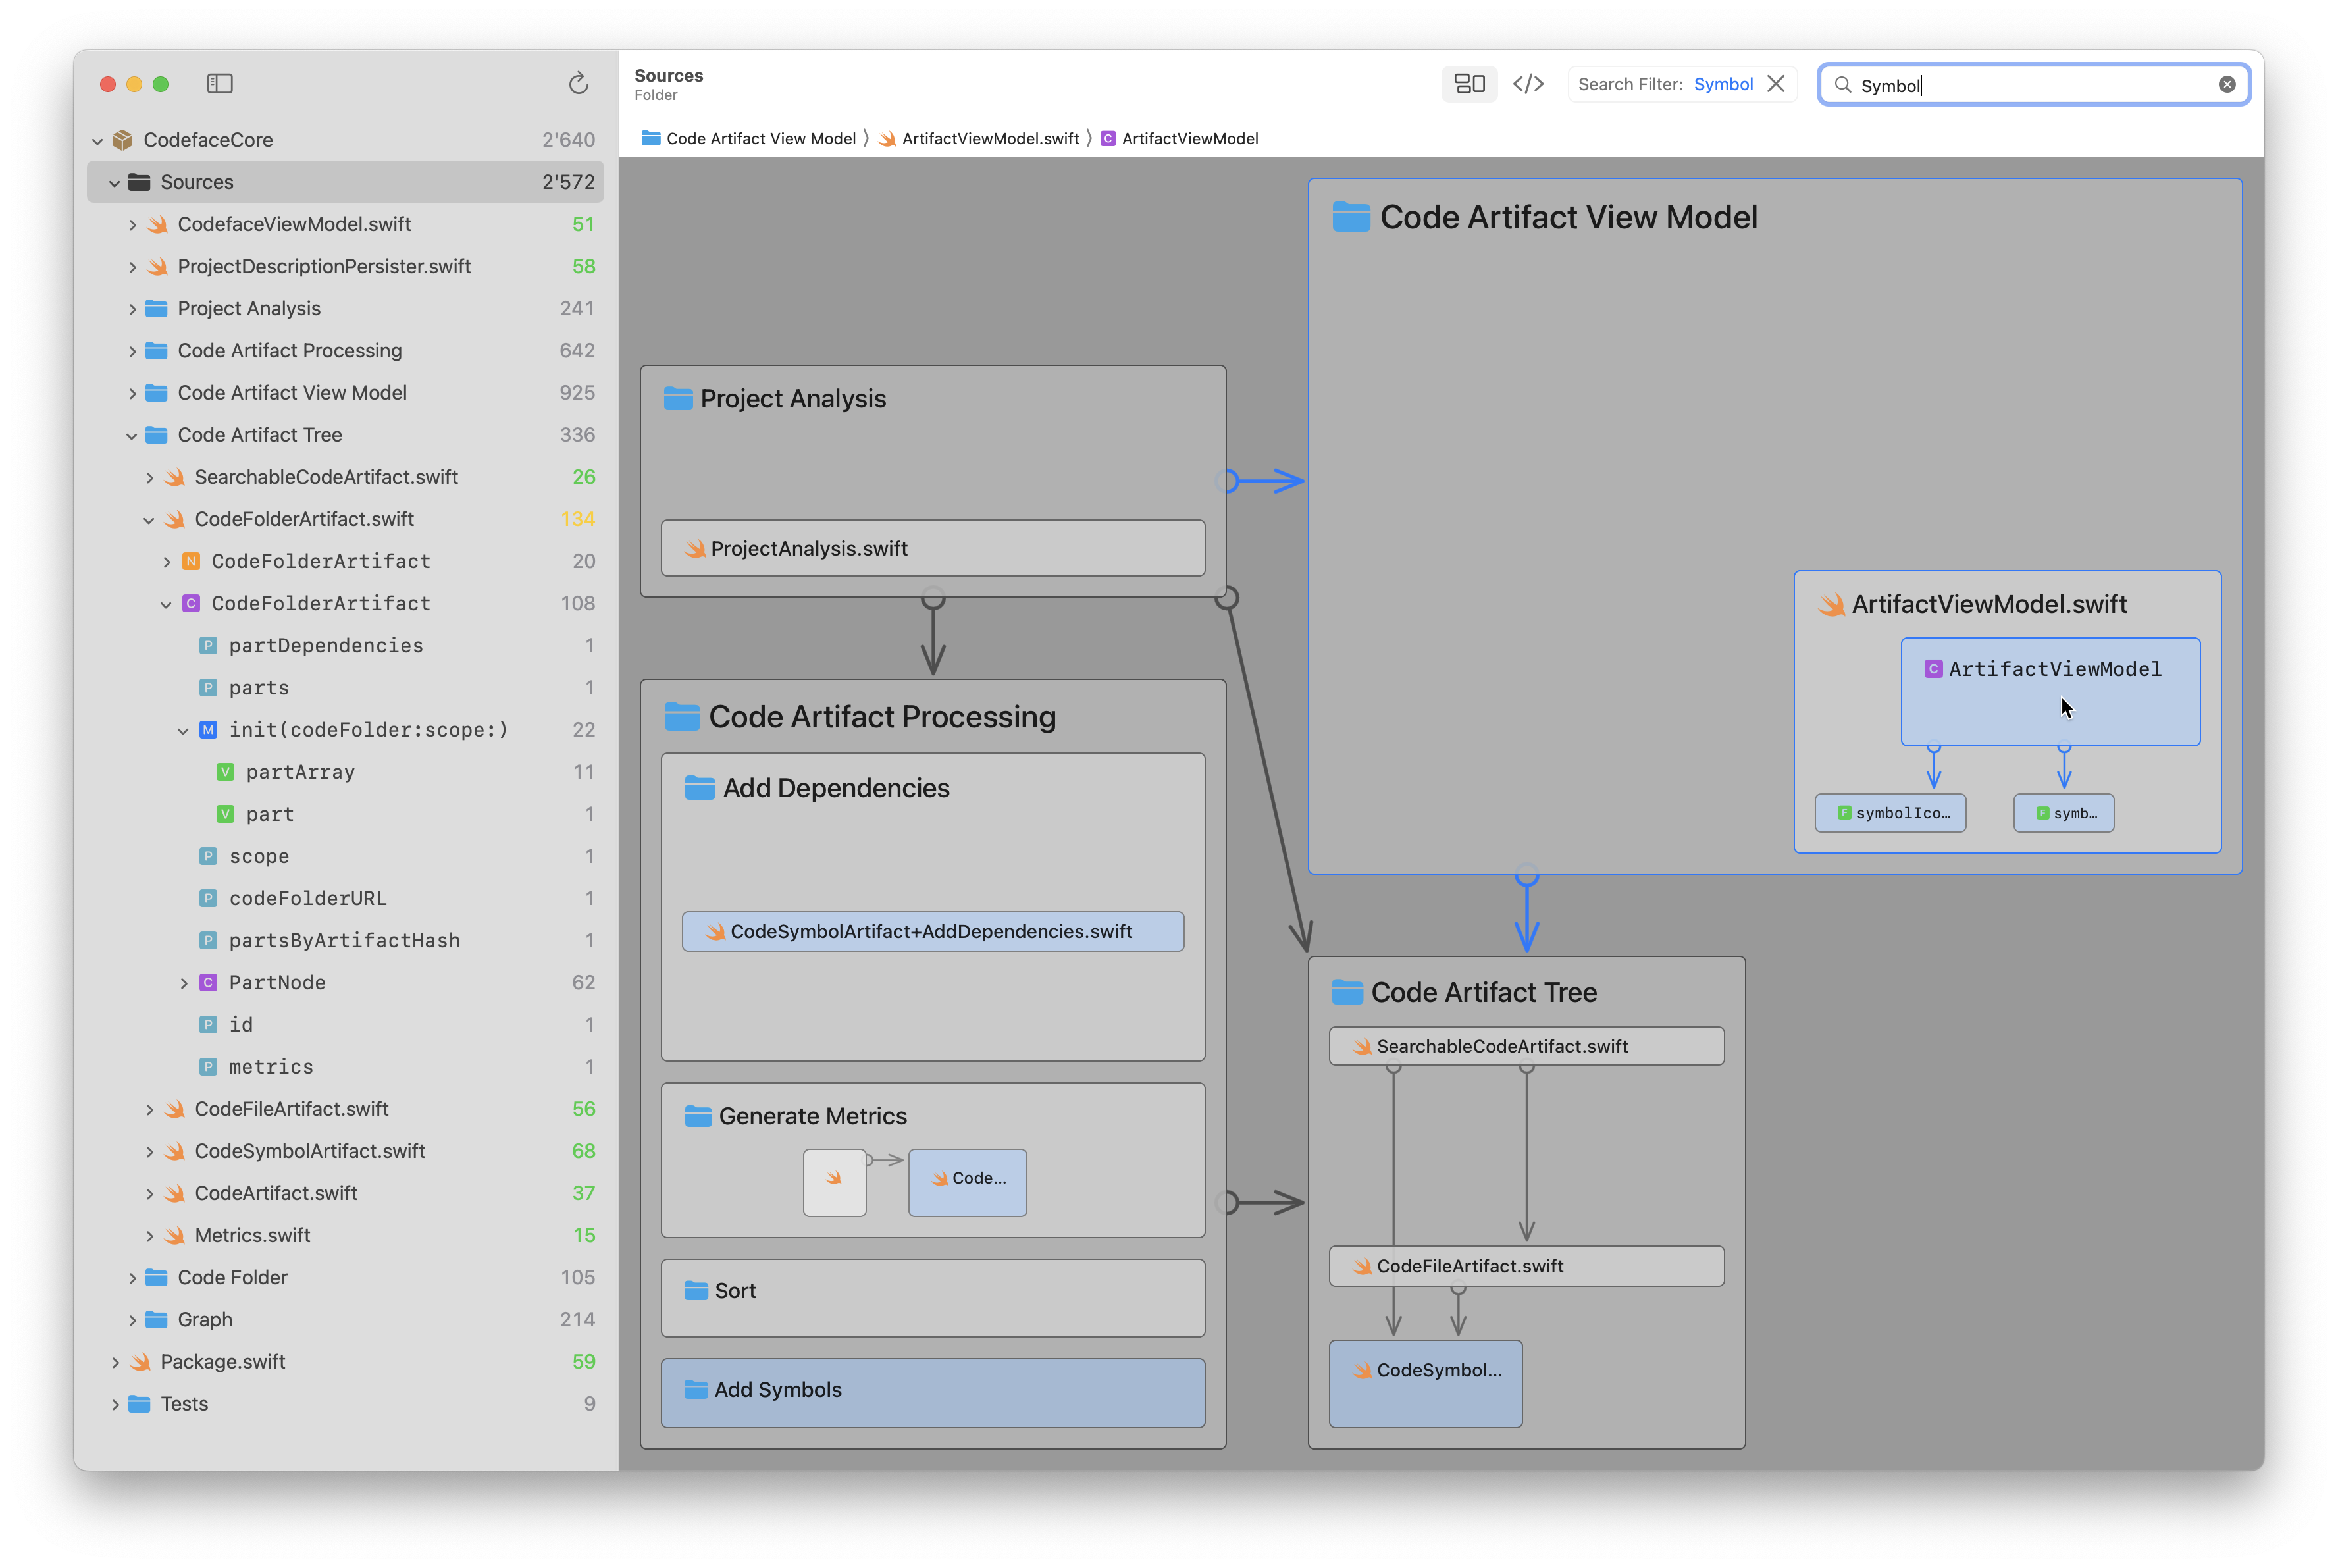 CodefaceCore 2'640
Sources 2'572
CodefaceViewModel.swift 51
ProjectDescriptionPersister.swift 58
Project Analysis 241
Code Artifact Processing 642
Code Artifact View Model 925
Code Artifact Tree 336
SearchableCodeArtifact.swift 26
CodeFolderArtifact.swift 134
N CodeFolderArtifact 20
C CodeFolderArtifact 108
P partDependencies 1
P parts 1
M init(codeFolder:scope:) 22
V partArray 11
V part 1
P scope 1
P codeFolderURL 1
P partsByArtifactHash 1
C PartNode 62
P id 1
P metrics 1
CodeFileArtifact.swift 56
CodeSymbolArtifact.swift 68
CodeArtifact.swift 37
Metrics.swift 15
Code Folder 105
Graph 214
Package.swift 59
Tests 9
Sources
Folder
Search Filter: Symbol
Symbol
Code Artifact View Model 〉 ArtifactViewModel.swift 〉 C ArtifactViewModel
Code Artifact View Model
Project Analysis
ProjectAnalysis.swift
ArtifactViewModel.swift
C ArtifactViewModel
F symbolIco…
F symb…
Code Artifact Processing
Add Dependencies
CodeSymbolArtifact+AddDependencies.swift
Generate Metrics
Code…
Sort
Add Symbols
Code Artifact Tree
SearchableCodeArtifact.swift
CodeFileArtifact.swift
CodeSymbol…